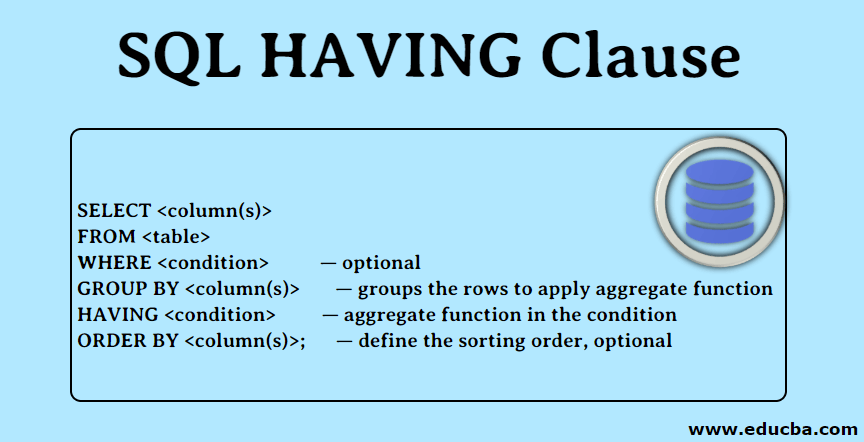 SQL HAVING Clause
SELECT <column(s)>
FROM <table>
WHERE <condition> — optional
GROUP BY <column(s)> — groups the rows to apply aggregate function
HAVING <condition> — aggregate function in the condition
ORDER BY <column(s)>; — define the sorting order, optional
www.educba.com